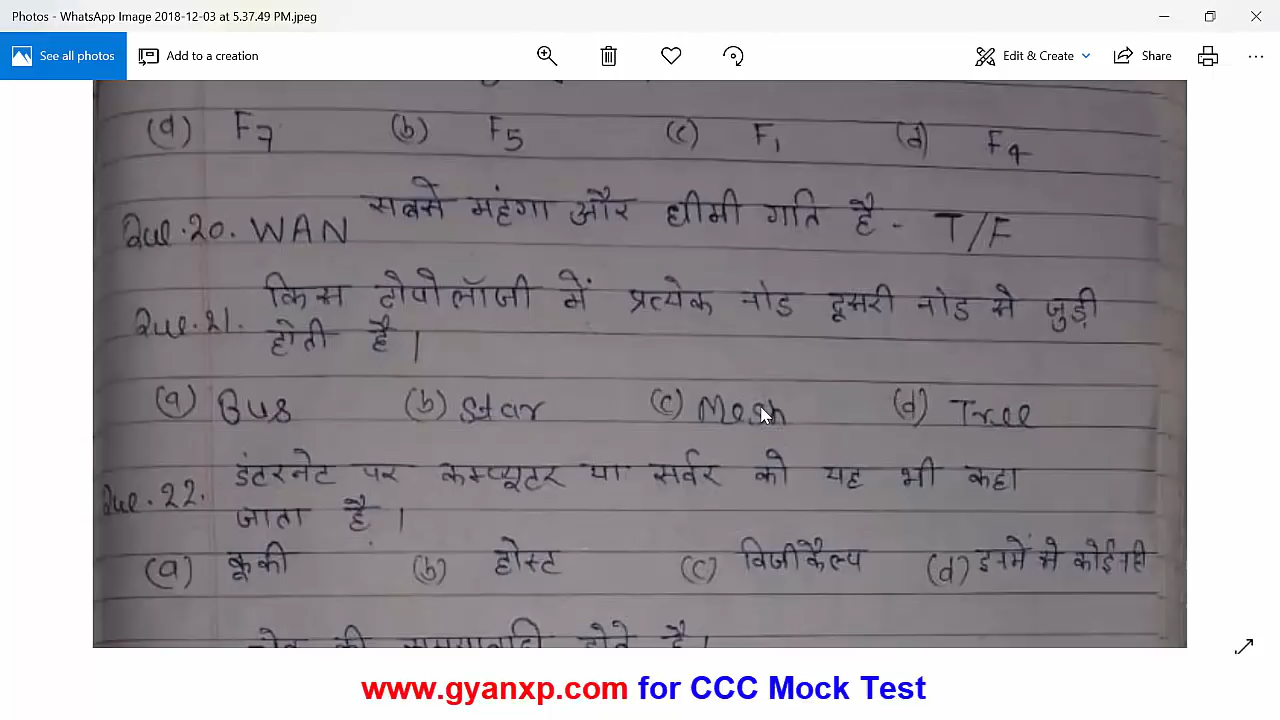 Photos - WhatsApp Image 2018-12-03 at 5.37.49 PM.jpeg
See all photos
Add to a creation
Edit & Create
Share
(a) F7 (b) F5 (c) F1 (d) F4
Que.20. WAN सबसे महंगा और धीमी गति है - T/F
Que.21. किस टोपोलॉजी में प्रत्येक नोड दूसरी नोड से जुड़ी
होती है।
(a) Bus (b) Star (c) Mesh (d) Tree
Que.22. इंटरनेट पर कम्प्यूटर या सर्वर को यह भी कहा
जाता है।
(a) कूकी (b) होस्ट (c) विजीकैल्प (d) इनमें से कोई नही
होते है।
www.gyanxp.com for CCC Mock Test